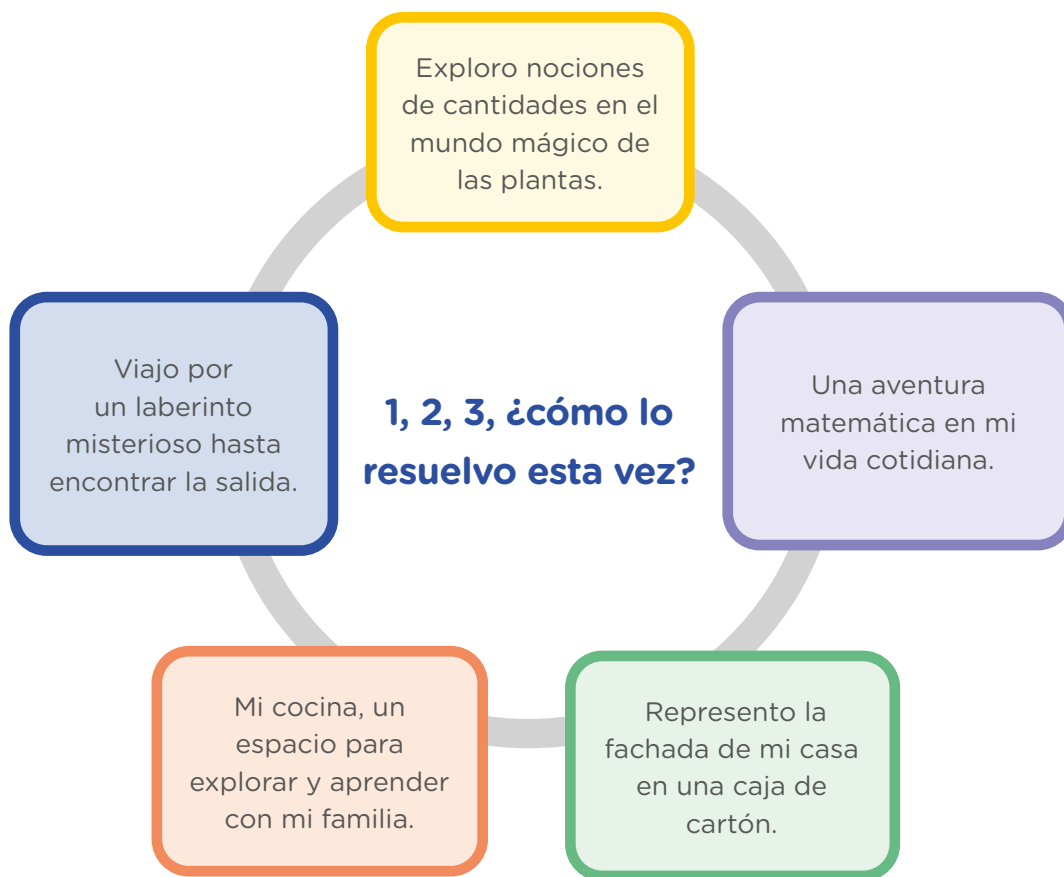 Exploro nociones
de cantidades en el
mundo mágico de
las plantas.
Viajo por
un laberinto
misterioso hasta
encontrar la salida.
1, 2, 3, ¿cómo lo
resuelvo esta vez?
Una aventura
matemática en mi
vida cotidiana.
Mi cocina, un
espacio para
explorar y aprender
con mi familia.
Represento la
fachada de mi casa
en una caja de
cartón.